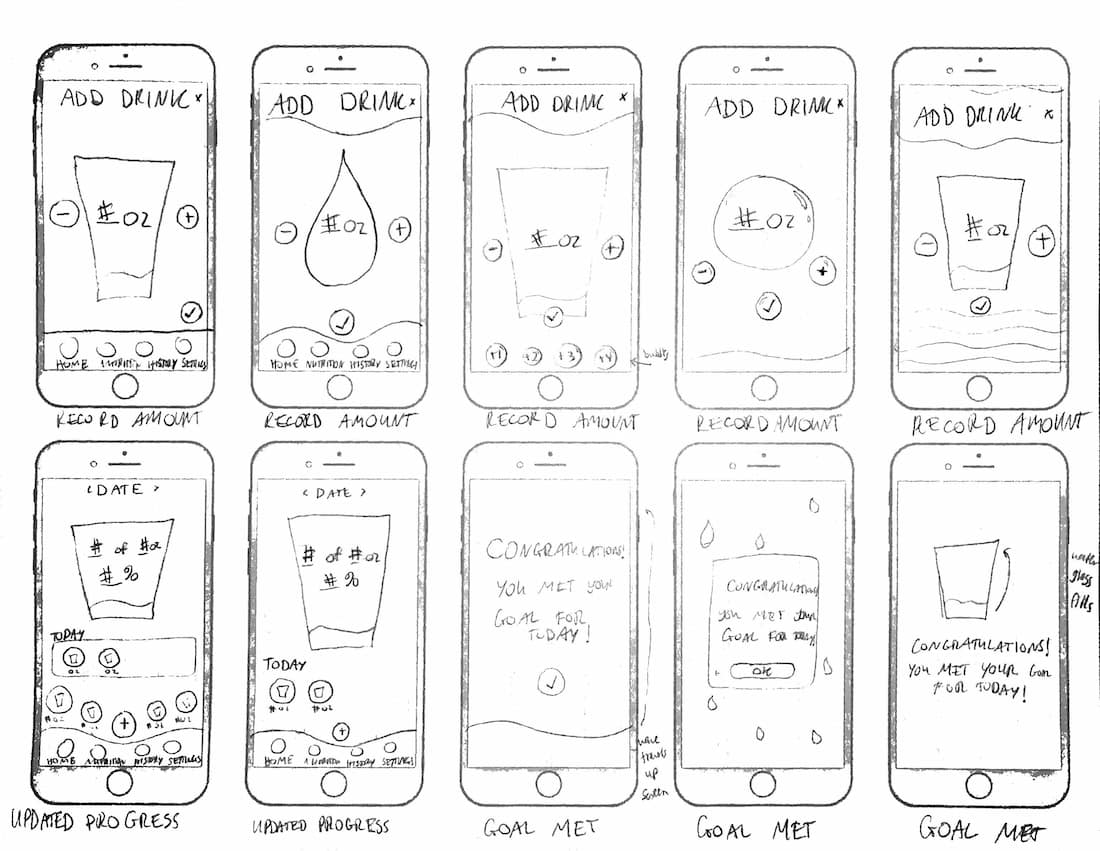 ADD DRINK x
# OZ
- +
✓
HOME NUTRITION HISTORY SETTINGS
RECORD AMOUNT
ADD DRINK x
# OZ
- +
✓
HOME NUTRITION HISTORY SETTINGS
RECORD AMOUNT
ADD DRINK x
# OZ
- +
✓
+1 +2 +3 +4
RECORD AMOUNT
ADD DRINK x
# OZ
- +
✓
RECORD AMOUNT
ADD DRINK x
# OZ
- +
✓
RECORD AMOUNT
< DATE >
# of #oz
# %
TODAY
OZ OZ
#OZ #OZ + #OZ #OZ
HOME NUTRITION HISTORY SETTINGS
UPDATED PROGRESS
< DATE >
# of #oz
# %
TODAY
#OZ #OZ
+
HOME NUTRITION HISTORY SETTINGS
UPDATED PROGRESS
CONGRATULATIONS!
YOU MET YOUR
GOAL FOR
TODAY!
✓
wave
travels
up
screen
GOAL MET
CONGRATULATIONS!
YOU MET YOUR
GOAL FOR TODAY!
OK
GOAL MET
water
glass
fills
CONGRATULATIONS!
YOU MET YOUR GOAL
FOR TODAY!
GOAL MET